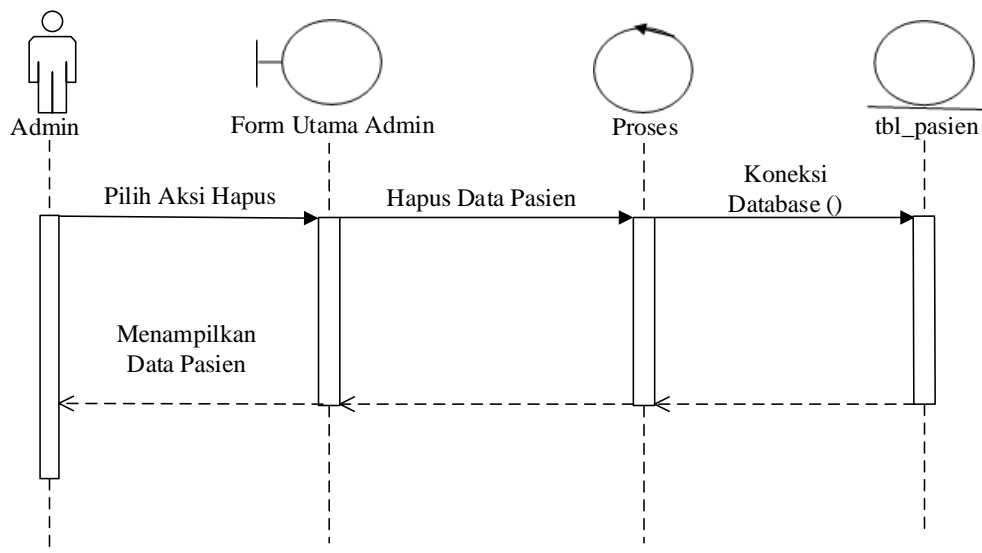 Admin
Form Utama Admin
Proses
tbl_pasien
Pilih Aksi Hapus
Hapus Data Pasien
Koneksi
Database ()
Menampilkan
Data Pasien